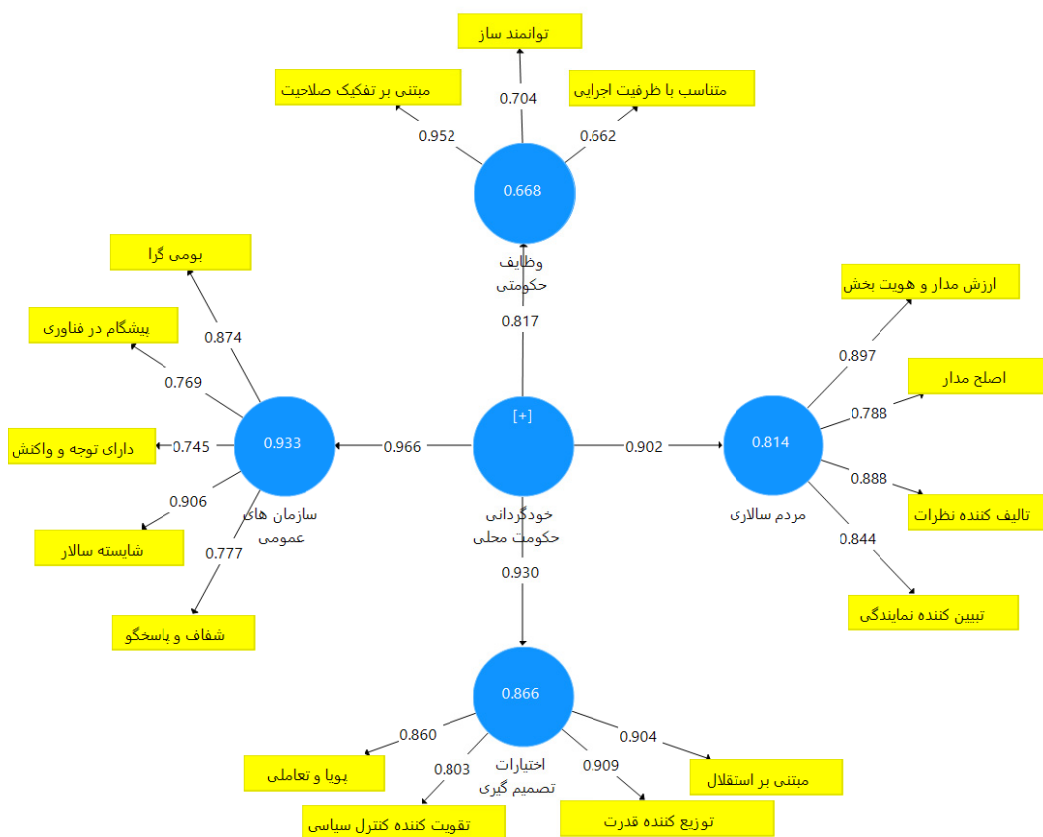 توانمند ساز
مبتنی بر تفکیک صلاحیت
متناسب با ظرفیت اجرایی
0.704
0.952
0.662
0.668
وظایف
حکومتی
0.817
بومی گرا
پیشگام در فناوری
دارای توجه و واکنش
شایسته سالار
شفاف و پاسخگو
0.874
0.769
0.745
0.906
0.777
0.933
سازمان های
عمومی
0.966
[+]
خودگردانی
حکومت محلی
0.902
0.814
مردم سالاری
ارزش مدار و هویت بخش
0.897
اصلح مدار
0.788
0.888
تالیف کننده نظرات
0.844
تبیین کننده نمایندگی
0.930
0.866
اختیارات
تصمیم گیری
0.860
0.803
0.909
0.904
پویا و تعاملی
تقویت کننده کنترل سیاسی
توزیع کننده قدرت
مبتنی بر استقلال